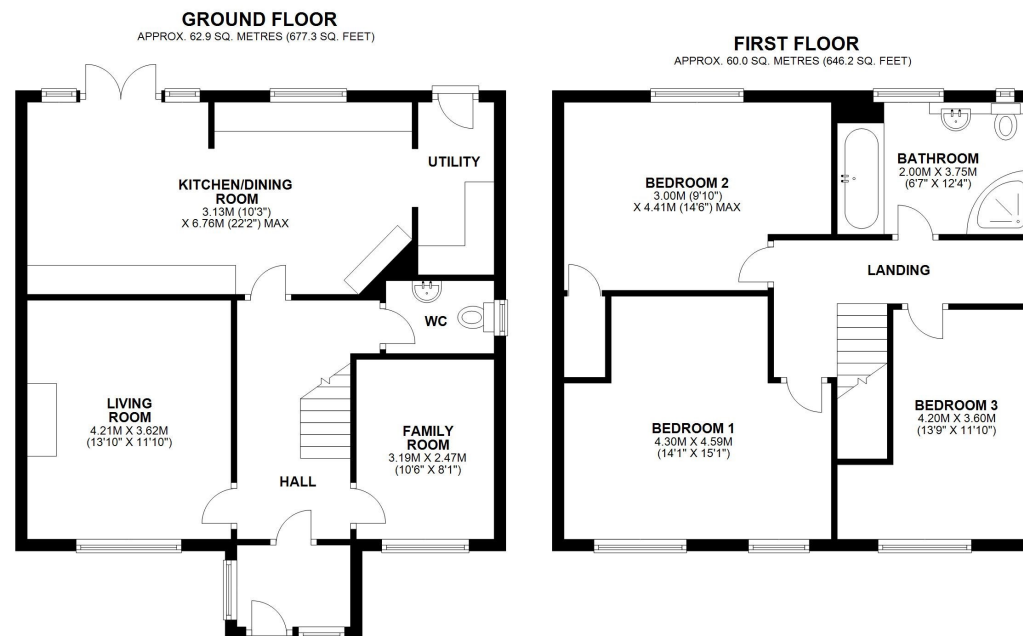 GROUND FLOOR
APPROX. 62.9 SQ. METRES (677.3 SQ. FEET)
KITCHEN/DINING
ROOM
3.13M (10'3")
X 6.76M (22'2") MAX
UTILITY
WC
LIVING
ROOM
4.21M X 3.62M
(13'10" X 11'10")
FAMILY
ROOM
3.19M X 2.47M
(10'6" X 8'1")
HALL
FIRST FLOOR
APPROX. 60.0 SQ. METRES (646.2 SQ. FEET)
BEDROOM 2
3.00M (9'10")
X 4.41M (14'6") MAX
BATHROOM
2.00M X 3.75M
(6'7" X 12'4")
LANDING
BEDROOM 1
4.30M X 4.59M
(14'1" X 15'1")
BEDROOM 3
4.20M X 3.60M
(13'9" X 11'10")